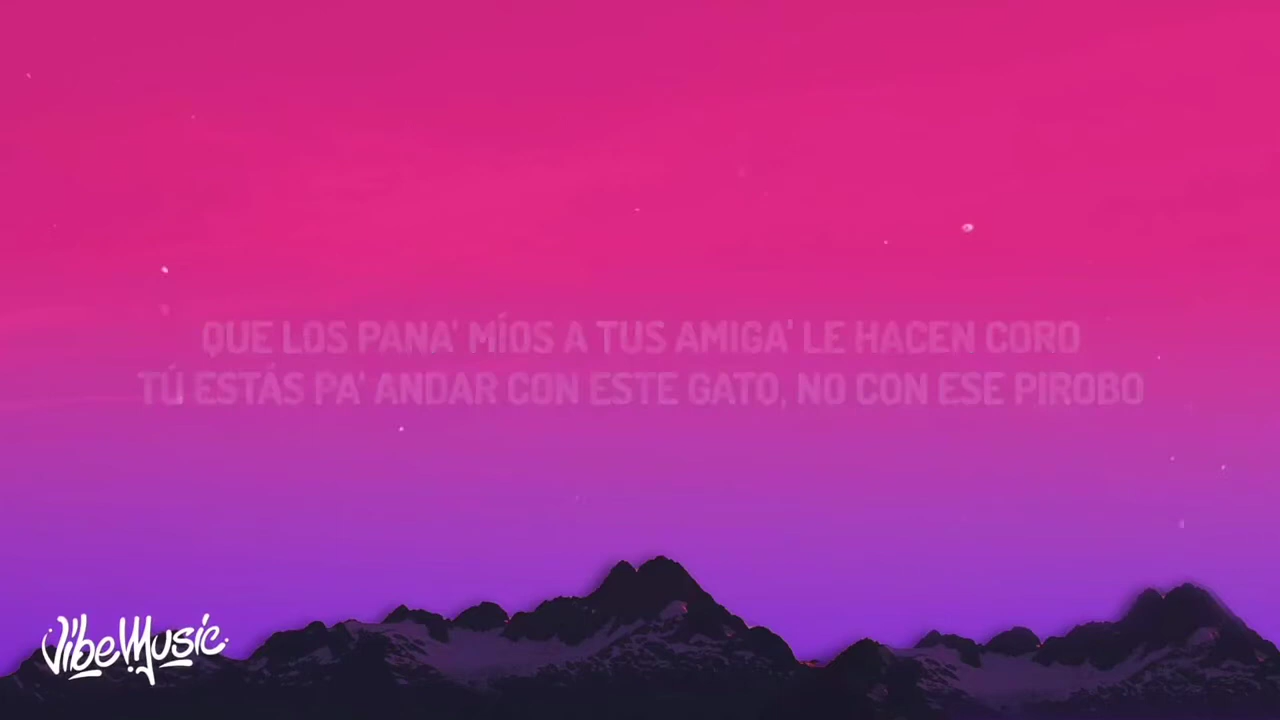 QUE LOS PANA' MÍOS A TUS AMIGA' LE HACEN CORO
TÚ ESTÁS PA' ANDAR CON ESTE GATO, NO CON ESE PIROBO
VibeMusic